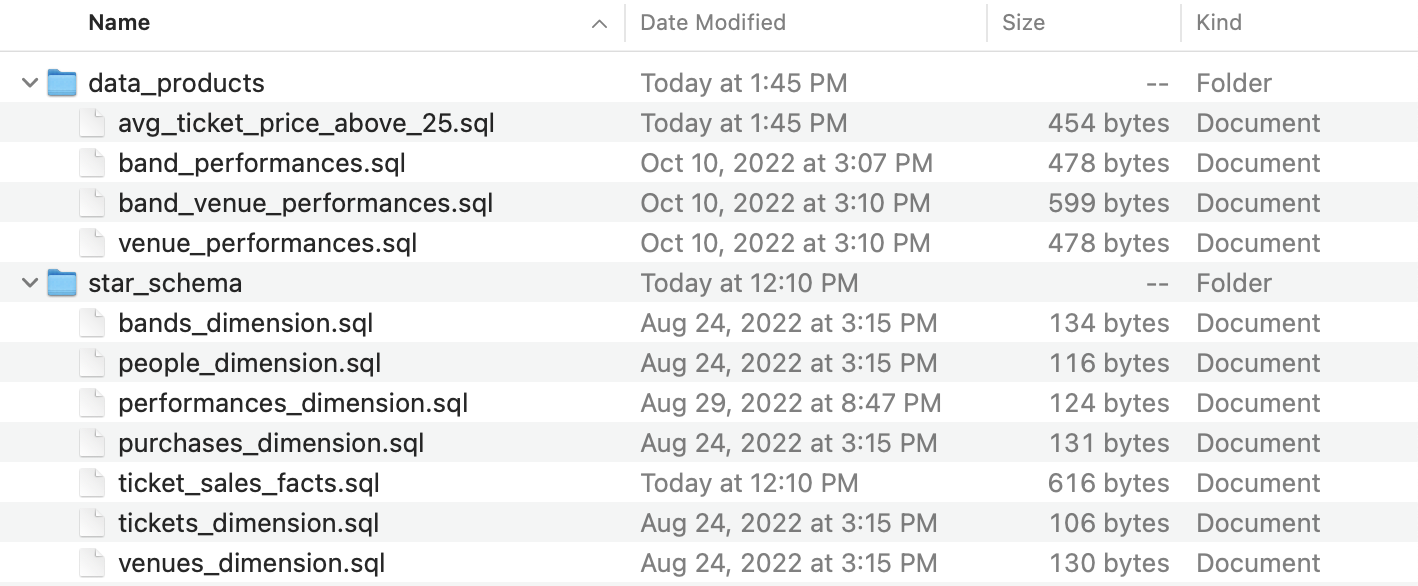 Name Date Modified Size Kind
data_products Today at 1:45 PM -- Folder
avg_ticket_price_above_25.sql Today at 1:45 PM 454 bytes Document
band_performances.sql Oct 10, 2022 at 3:07 PM 478 bytes Document
band_venue_performances.sql Oct 10, 2022 at 3:10 PM 599 bytes Document
venue_performances.sql Oct 10, 2022 at 3:10 PM 478 bytes Document
star_schema Today at 12:10 PM -- Folder
bands_dimension.sql Aug 24, 2022 at 3:15 PM 134 bytes Document
people_dimension.sql Aug 24, 2022 at 3:15 PM 116 bytes Document
performances_dimension.sql Aug 29, 2022 at 8:47 PM 124 bytes Document
purchases_dimension.sql Aug 24, 2022 at 3:15 PM 131 bytes Document
ticket_sales_facts.sql Today at 12:10 PM 616 bytes Document
tickets_dimension.sql Aug 24, 2022 at 3:15 PM 106 bytes Document
venues_dimension.sql Aug 24, 2022 at 3:15 PM 130 bytes Document